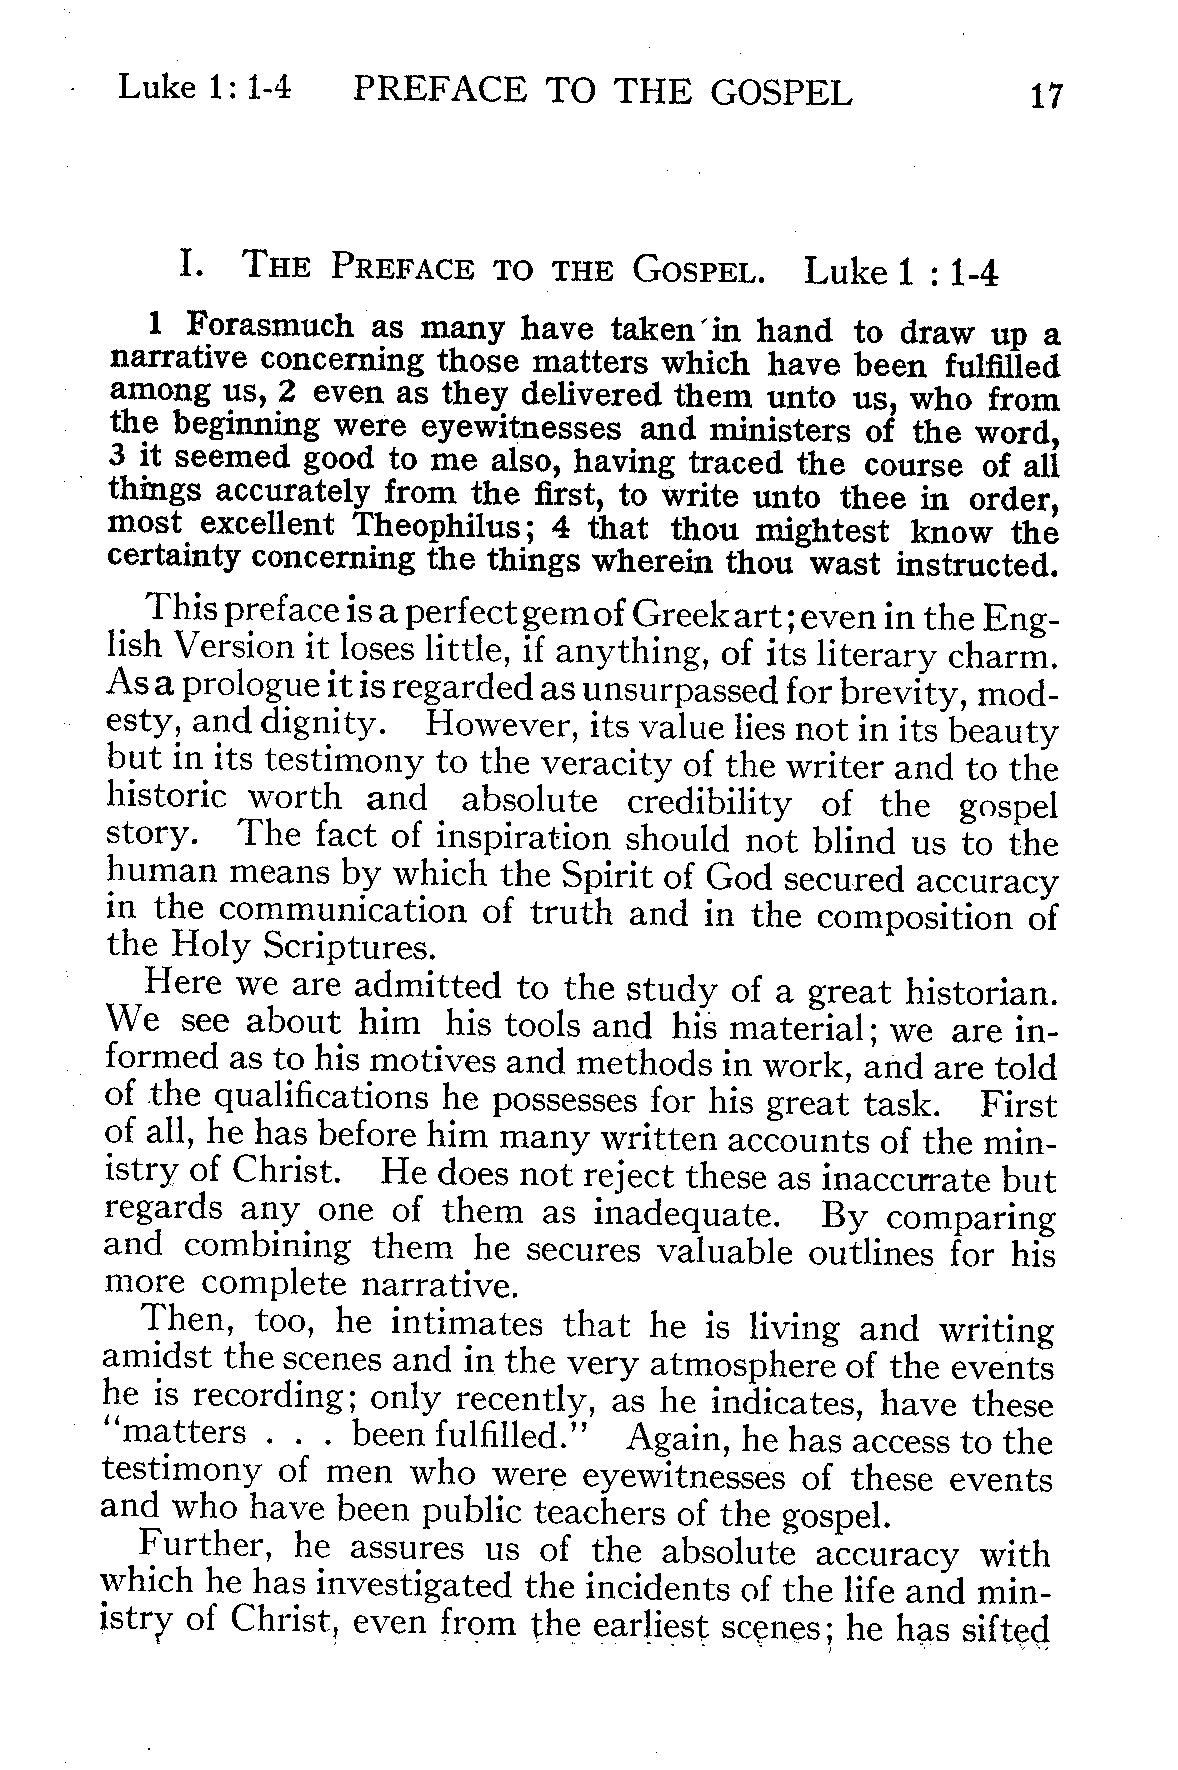 Luke 1: 1-4 PREFACE TO THE GOSPEL 17
I. THE PREFACE TO THE GOSPEL. Luke 1 : 1-4
1 Forasmuch as many have taken in hand to draw up a
narrative concerning those matters which have been fulfilled
among us, 2 even as they delivered them unto us, who from
the beginning were eyewitnesses and ministers of the word,
3 it seemed good to me also, having traced the course of all
things accurately from the first, to write unto thee in order,
most excellent Theophilus; 4 that thou mightest know the
certainty concerning the things wherein thou wast instructed.
This preface is a perfect gem of Greek art; even in the Eng-
lish Version it loses little, if anything, of its literary charm.
As a prologue it is regarded as unsurpassed for brevity, mod-
esty, and dignity. However, its value lies not in its beauty
but in its testimony to the veracity of the writer and to the
historic worth and absolute credibility of the gospel
story. The fact of inspiration should not blind us to the
human means by which the Spirit of God secured accuracy
in the communication of truth and in the composition of
the Holy Scriptures.
Here we are admitted to the study of a great historian.
We see about him his tools and his material; we are in-
formed as to his motives and methods in work, and are told
of the qualifications he possesses for his great task. First
of all, he has before him many written accounts of the min-
istry of Christ. He does not reject these as inaccurate but
regards any one of them as inadequate. By comparing
and combining them he secures valuable outlines for his
more complete narrative.
Then, too, he intimates that he is living and writing
amidst the scenes and in the very atmosphere of the events
he is recording; only recently, as he indicates, have these
“matters . . . been fulfilled.” Again, he has access to the
testimony of men who were eyewitnesses of these events
and who have been public teachers of the gospel.
Further, he assures us of the absolute accuracy with
which he has investigated the incidents of the life and min-
istry of Christ, even from the earliest scenes; he has sifted